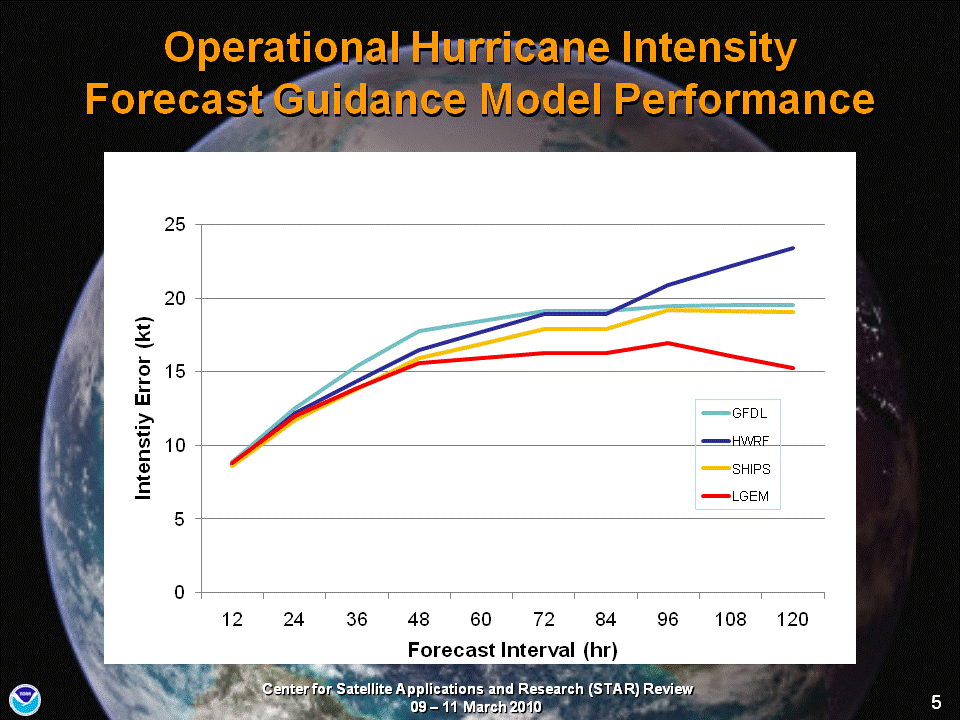 Operational Hurricane Intensity
Forecast Guidance Model Performance
25
20
15
10
5
0
Intenstiy Error (kt)
GFDL
HWRF
SHIPS
LGEM
12 24 36 48 60 72 84 96 108 120
Forecast Interval (hr)
Center for Satellite Applications and Research (STAR) Review
09 – 11 March 2010
5